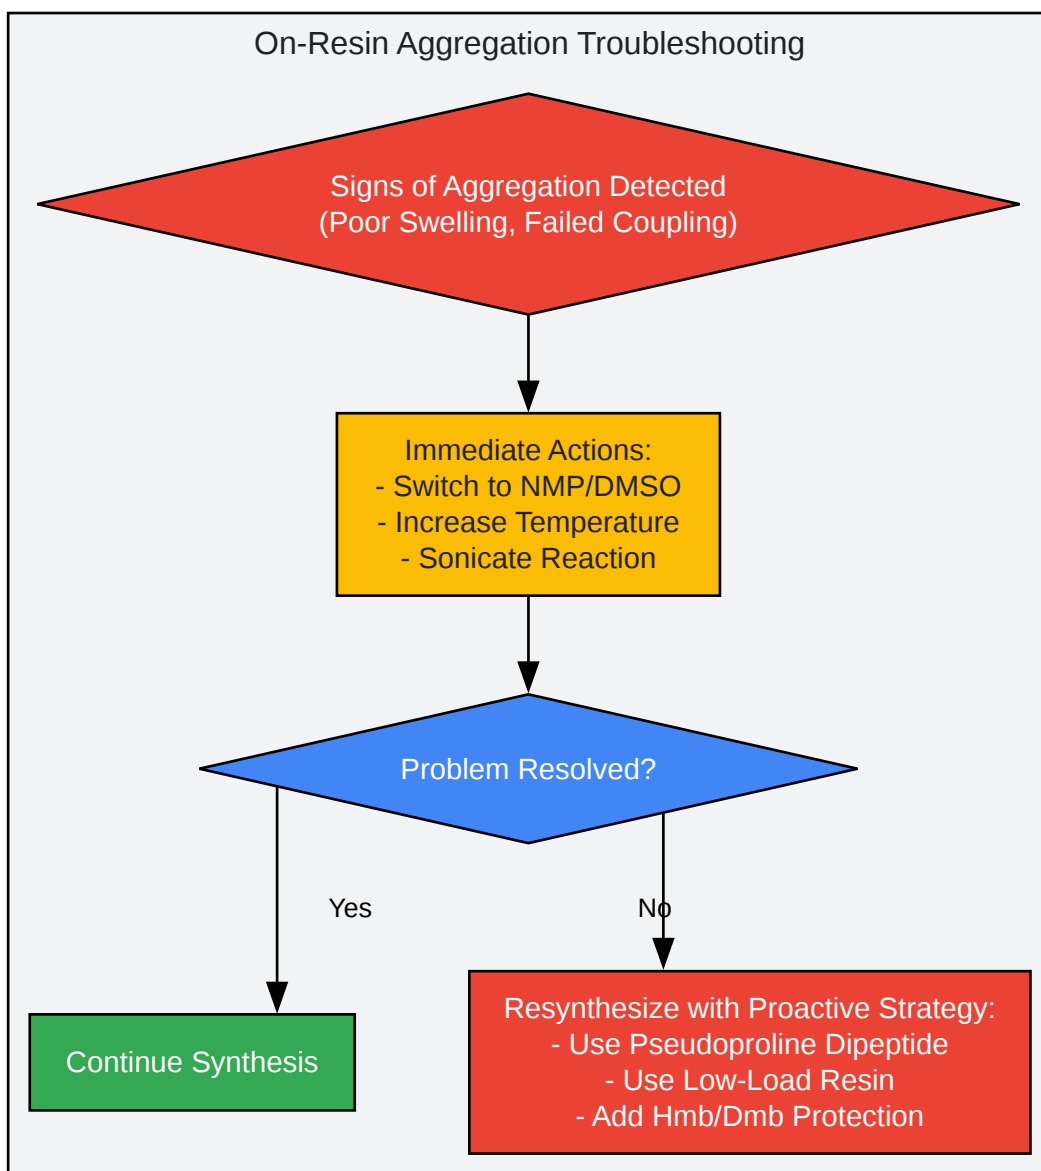 On-Resin Aggregation Troubleshooting
Signs of Aggregation Detected
(Poor Swelling, Failed Coupling)
Immediate Actions:
- Switch to NMP/DMSO
- Increase Temperature
- Sonicate Reaction
Problem Resolved?
Yes
No
Continue Synthesis
Resynthesize with Proactive Strategy:
- Use Pseudoproline Dipeptide
- Use Low-Load Resin
- Add Hmb/Dmb Protection